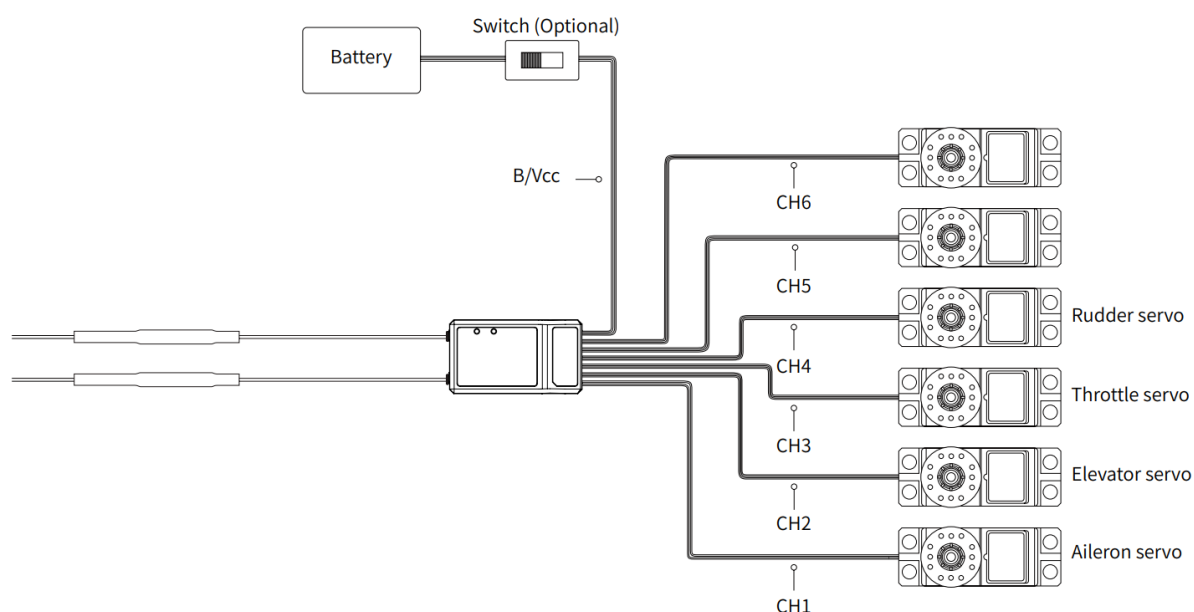 Switch (Optional)
Battery
B/Vcc
CH6
CH5
Rudder servo
CH4
Throttle servo
CH3
Elevator servo
CH2
Aileron servo
CH1